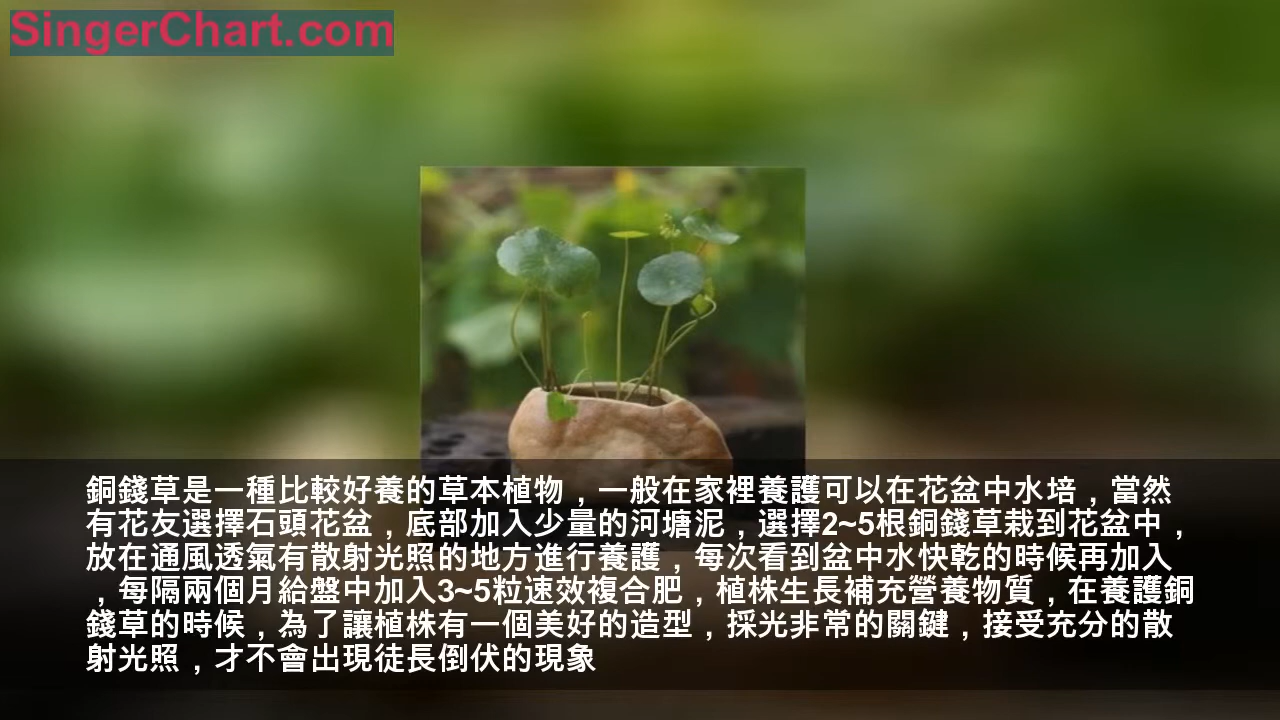 SingerChart.com
銅錢草是一種比較好養的草本植物，一般在家裡養護可以在花盆中水培，當然
有花友選擇石頭花盆，底部加入少量的河塘泥，選擇2~5根銅錢草栽到花盆中，
放在通風透氣有散射光照的地方進行養護，每次看到盆中水快乾的時候再加入
，每隔兩個月給盤中加入3~5粒速效複合肥，植株生長補充營養物質，在養護銅
錢草的時候，為了讓植株有一個美好的造型，採光非常的關鍵，接受充分的散
射光照，才不會出現徒長倒伏的現象